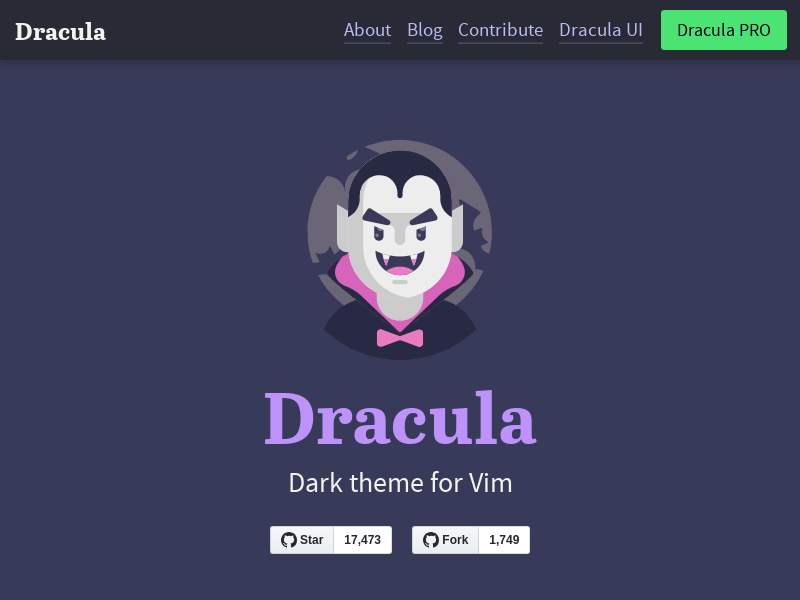 Dracula
About Blog Contribute Dracula UI Dracula PRO
Dracula
Dark theme for Vim
Star 17,473 Fork 1,749